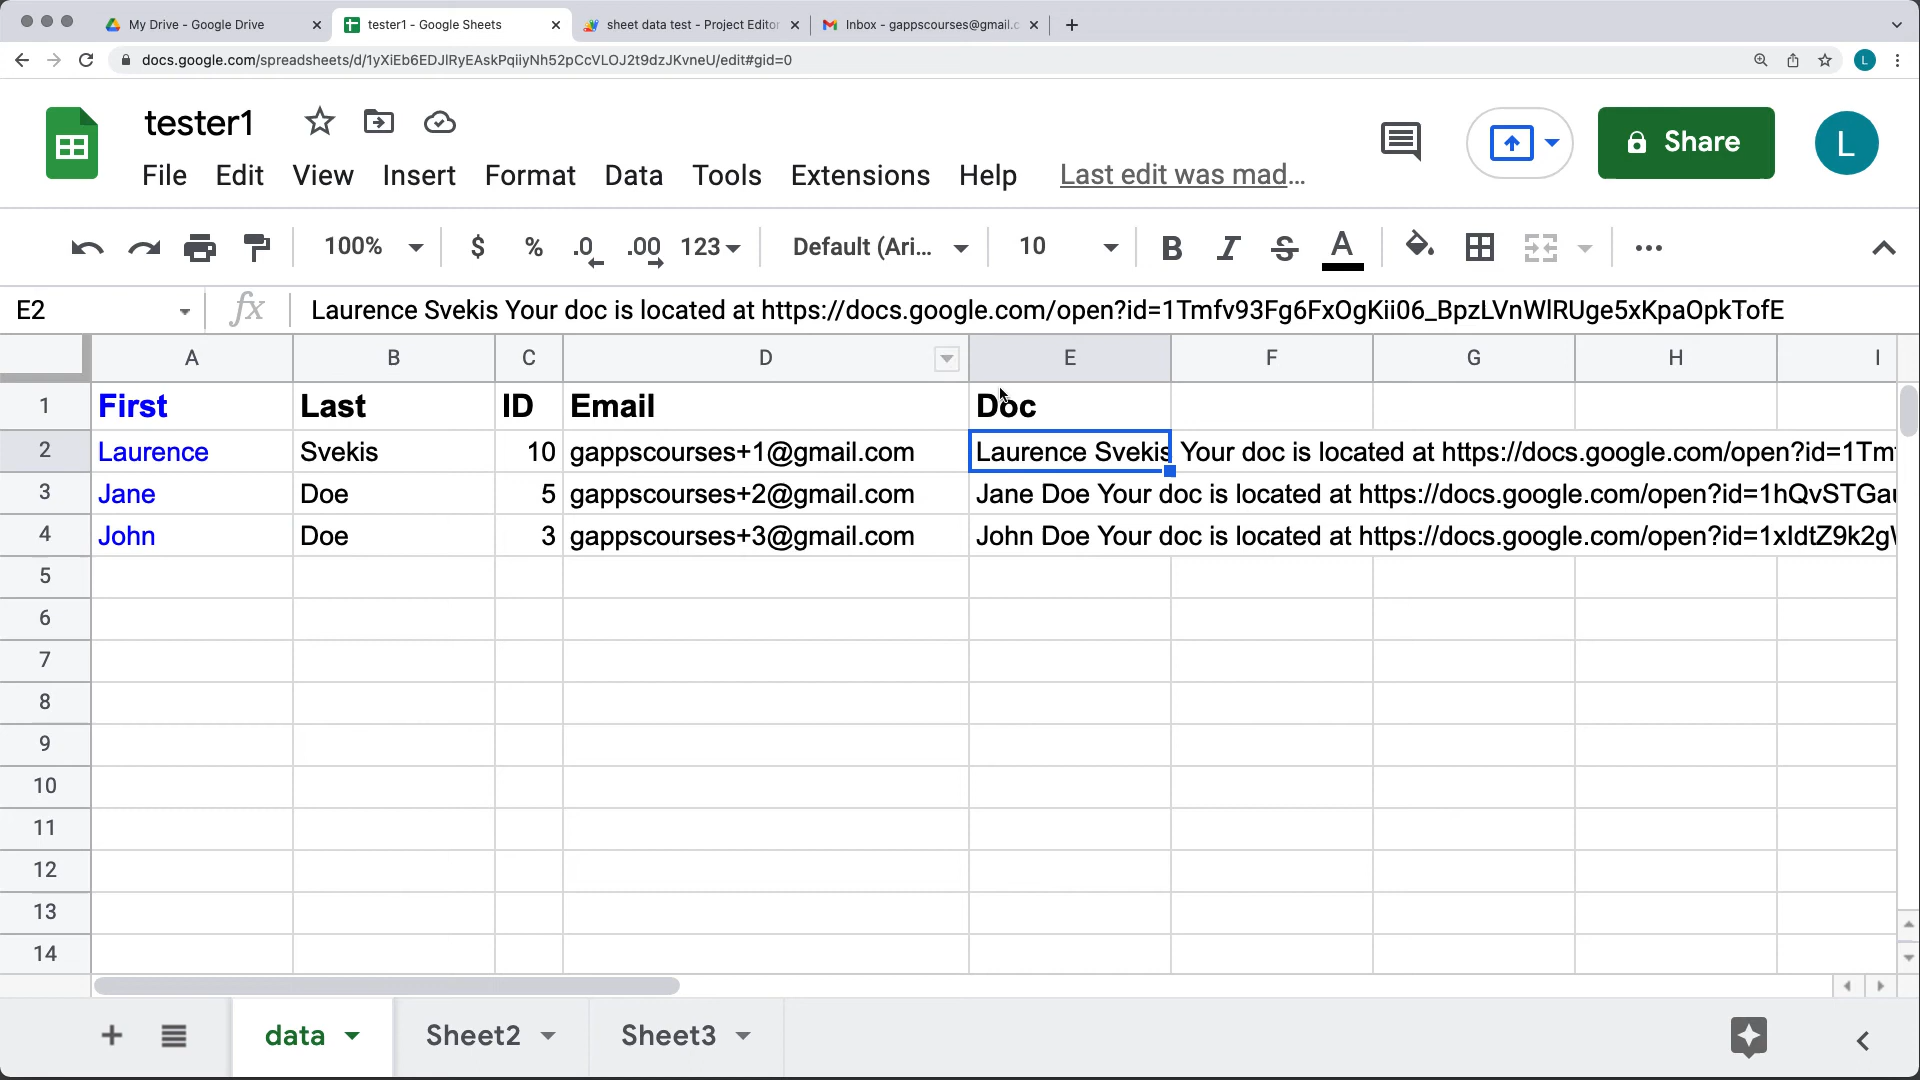 My Drive - Google Drive
tester1 - Google Sheets
sheet data test - Project Editor
Inbox - gappscourses@gmail.c
docs.google.com/spreadsheets/d/1yXiEb6EDJlRyEAskPqiiyNh52pCcVLOJ2t9dzJKvneU/edit#gid=0
L
tester1
Share
L
File Edit View Insert Format Data Tools Extensions Help Last edit was mad...
100% $ % .0 .00 123 Default (Ari... 10 B I S A
E2 fx Laurence Svekis Your doc is located at https://docs.google.com/open?id=1Tmfv93Fg6FxOgKii06_BpzLVnWlRUge5xKpaOpkTofE
A B C D E F G H I
1 First Last ID Email Doc
2 Laurence Svekis 10 gappscourses+1@gmail.com Laurence Svekis Your doc is located at https://docs.google.com/open?id=1Tm
3 Jane Doe 5 gappscourses+2@gmail.com Jane Doe Your doc is located at https://docs.google.com/open?id=1hQvSTGa
4 John Doe 3 gappscourses+3@gmail.com John Doe Your doc is located at https://docs.google.com/open?id=1xIdtZ9k2g
5
6
7
8
9
10
11
12
13
14
data Sheet2 Sheet3